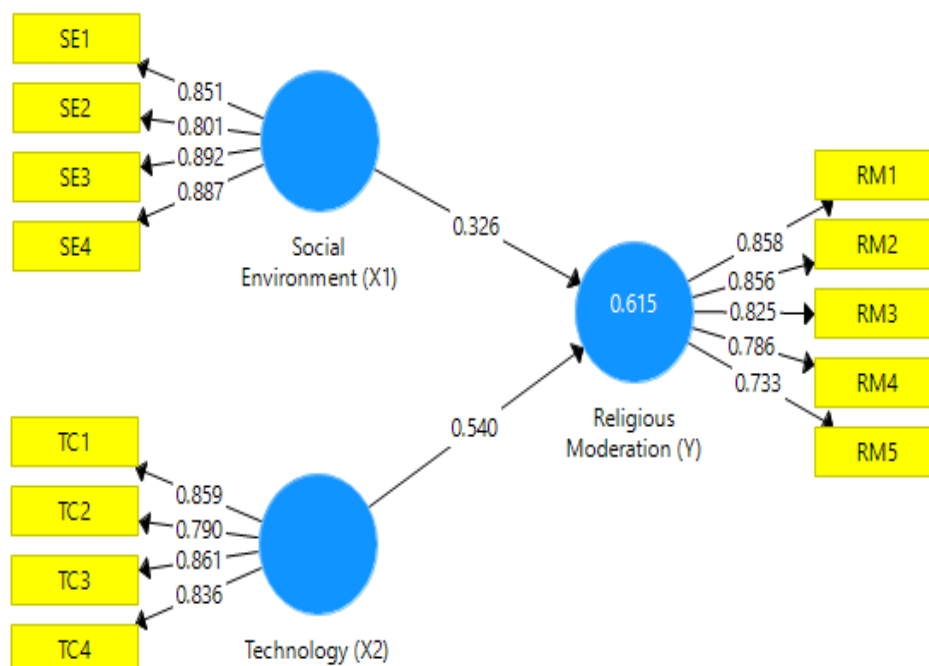 SE1
SE2
SE3
SE4
0.851
0.801
0.892
0.887
Social
Environment (X1)
0.326
TC1
TC2
TC3
TC4
0.859
0.790
0.861
0.836
Technology (X2)
0.540
0.615
Religious
Moderation (Y)
0.858
0.856
0.825
0.786
0.733
RM1
RM2
RM3
RM4
RM5